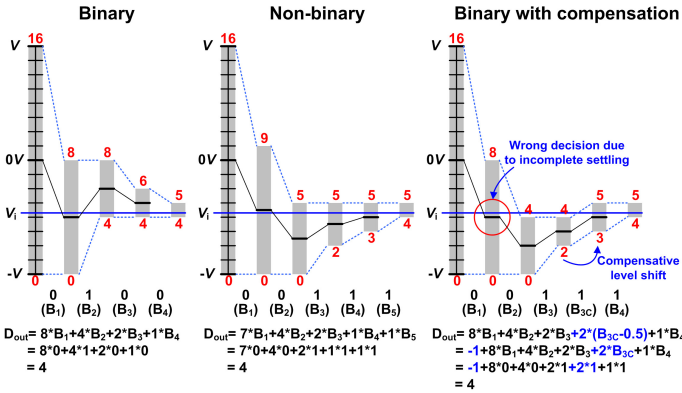 Binary
Non-binary
Binary with compensation
V
16
0V
8
8
6
5
Vi
4
4
4
-V
0
0
0
(B1)
1
(B2)
0
(B3)
0
(B4)
Dout= 8*B1+4*B2+2*B3+1*B4
= 8*0+4*1+2*0+1*0
= 4
16
9
5
5
5
5
4
3
2
0
0
0
0
(B1)
0
(B2)
1
(B3)
1
(B4)
1
(B5)
Dout= 7*B1+4*B2+2*B3+1*B4+1*B5
= 7*0+4*0+2*1+1*1+1*1
= 4
V
16
Wrong decision due
to incomplete settling
0V
8
4
4
5
5
Vi
4
3
2
Compensative
level shift
-V
0
0
0
0
(B1)
0
(B2)
1
(B3)
1
(B3C)
1
(B4)
Dout= 8*B1+4*B2+2*B3+2*(B3C-0.5)+1*B4
= -1+8*B1+4*B2+2*B3+2*B3C+1*B4
= -1+8*0+4*0+2*1+2*1+1*1
= 4